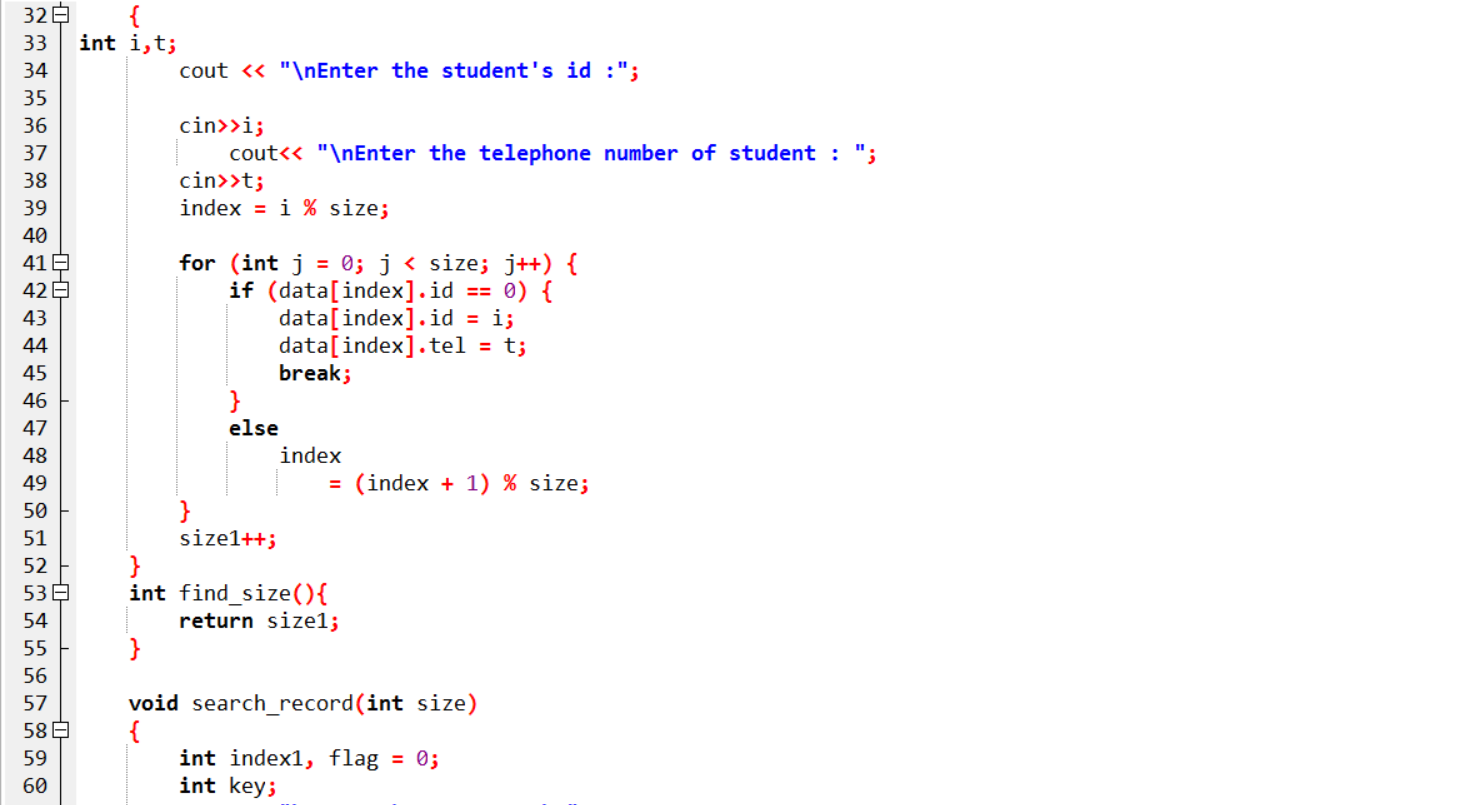 32 {
33 int i,t;
34 cout << "\nEnter the student's id :";
35
36 cin>>i;
37 cout<< "\nEnter the telephone number of student : ";
38 cin>>t;
39 index = i % size;
40
41 for (int j = 0; j < size; j++) {
42 if (data[index].id == 0) {
43 data[index].id = i;
44 data[index].tel = t;
45 break;
46 }
47 else
48 index
49 = (index + 1) % size;
50 }
51 size1++;
52 }
53 int find_size(){
54 return size1;
55 }
56
57 void search_record(int size)
58 {
59 int index1, flag = 0;
60 int key;